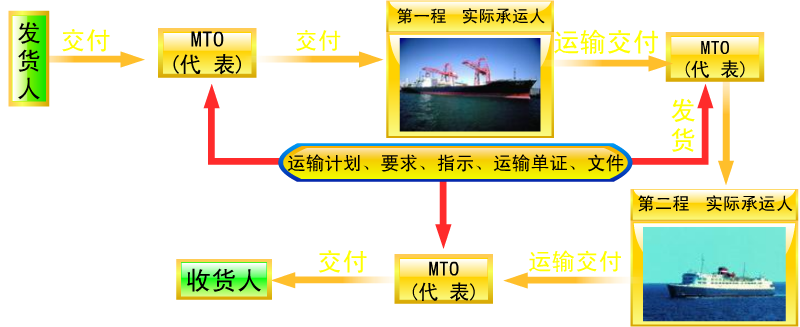 发货人
交付
MTO
(代 表)
交付
第一程 实际承运人
运输交付
MTO
(代 表)
发货
运输计划、要求、指示、运输单证、文件
第二程 实际承运人
运输交付
MTO
(代 表)
交付
收货人